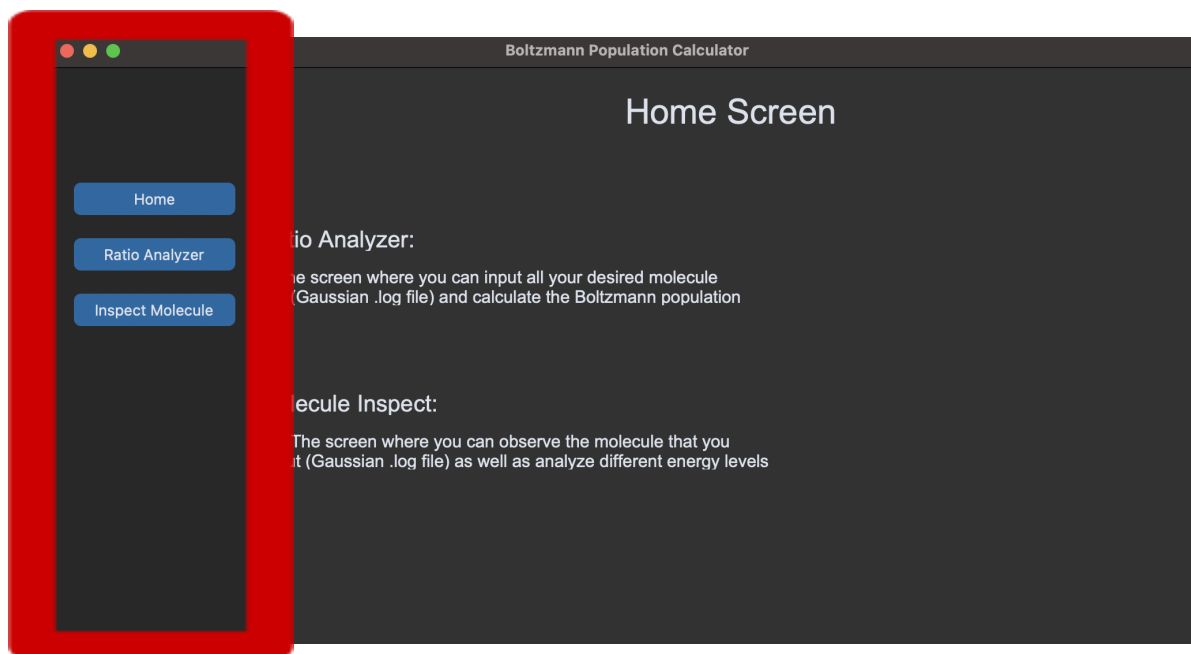 Boltzmann Population Calculator
Home Screen
Home
Ratio Analyzer
Inspect Molecule
tio Analyzer:
he screen where you can input all your desired molecule
(Gaussian .log file) and calculate the Boltzmann population
lecule Inspect:
The screen where you can observe the molecule that you
ut (Gaussian .log file) as well as analyze different energy levels